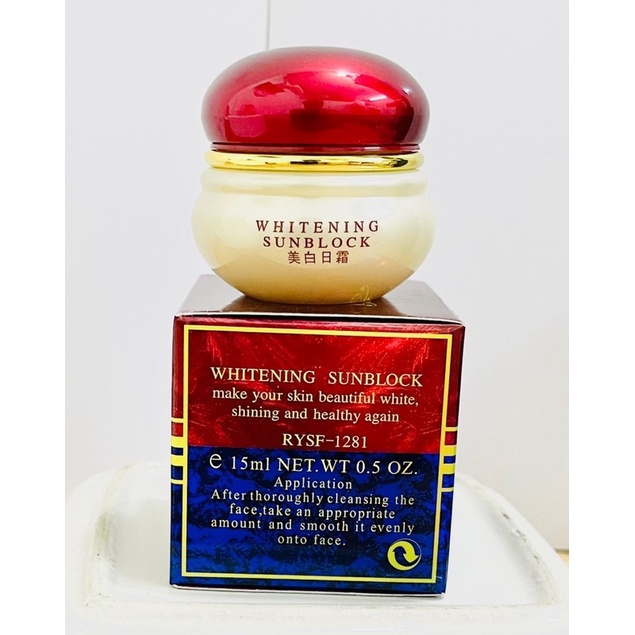 WHITENING
SUNBLOCK
美白日霜
WHITENING SUNBLOCK
make your skin beautiful white,
shining and healthy again
RYSF-1281
℮ 15ml NET.WT 0.5 OZ.
Application
After thoroughly cleansing the
face,take an appropriate
amount and smooth it evenly
onto face.